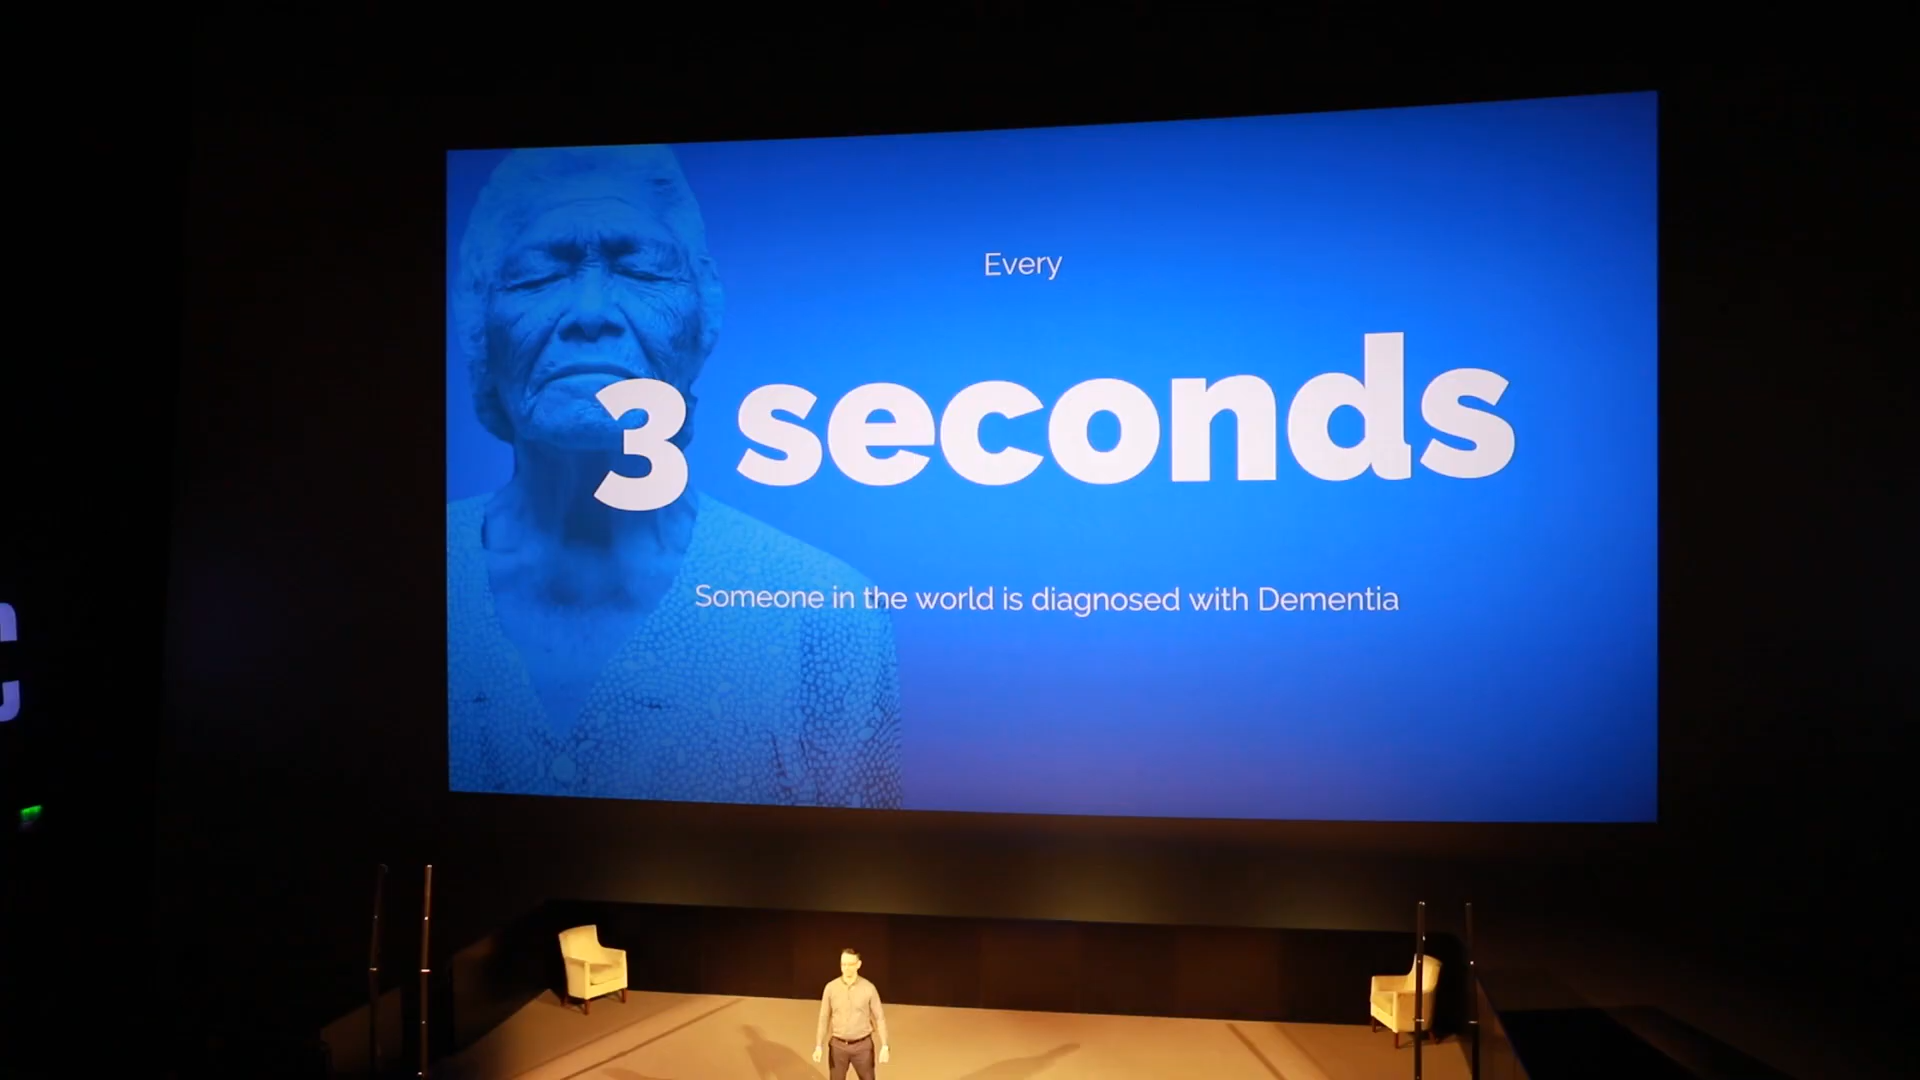 Every
3 seconds
Someone in the world is diagnosed with Dementia